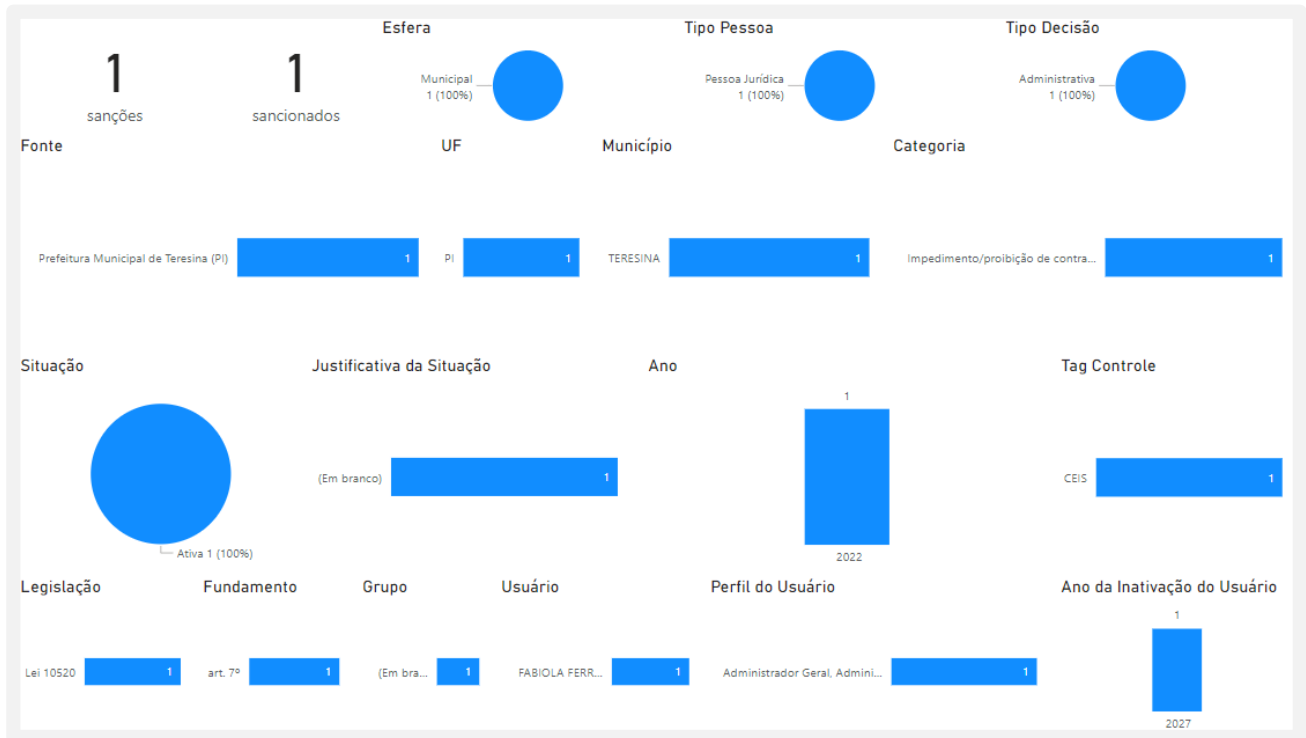 Esfera
Tipo Pessoa
Tipo Decisão
1
sanções
1
sancionados
Municipal
1 (100%)
Pessoa Jurídica
1 (100%)
Administrativa
1 (100%)
Fonte
UF
Município
Categoria
Prefeitura Municipal de Teresina (PI)
1
PI
1
TERESINA
1
Impedimento/proibição de contra...
1
Situação
Justificativa da Situação
Ano
Tag Controle
Ativa 1 (100%)
(Em branco)
1
1
2022
CEIS
1
Legislação
Fundamento
Grupo
Usuário
Perfil do Usuário
Ano da Inativação do Usuário
Lei 10520
1
art. 7º
1
(Em bra...
1
FABIOLA FERR...
1
Administrador Geral, Admini...
1
1
2027